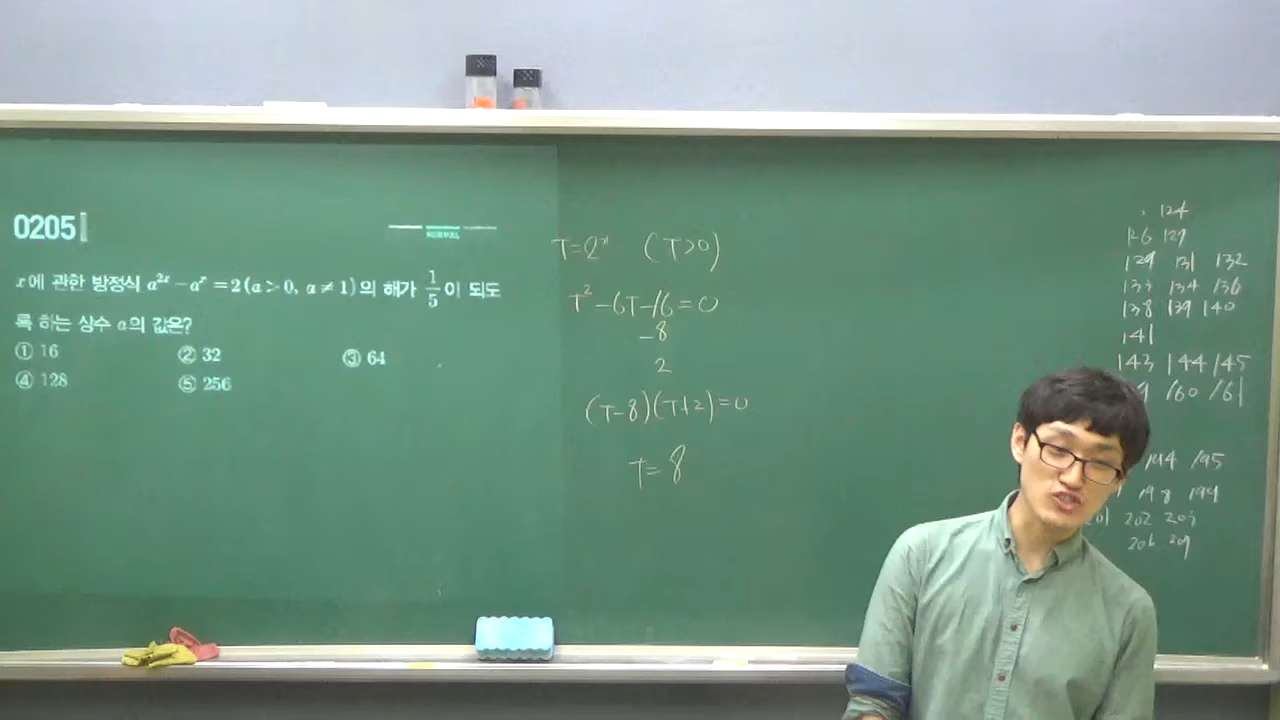 0205
NORMAL
x에 관한 방정식 a^{2x} - a^x = 2 (a > 0, a ≠ 1)의 해가 1/5이 되도
록 하는 상수 a의 값은?
① 16 ② 32 ③ 64
④ 128 ⑤ 256
T=2^x (T>0)
T²-6T-16=0
-8
2
(T-8)(T+2)=0
T=8
124
126 129
129 131 132
133 134 136
138 139 140
141
143 144 145
160 161
195
198 199
202 203
206 209